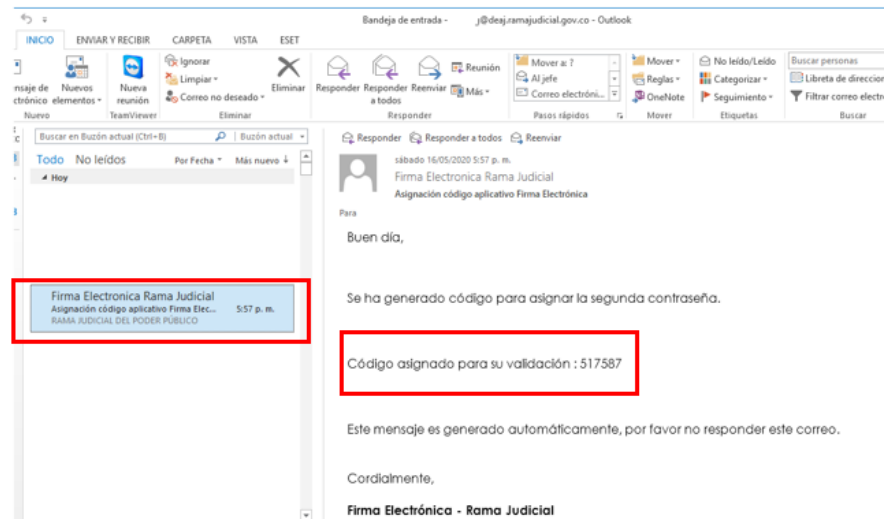 Bandeja de entrada - j@deaj.ramajudicial.gov.co - Outlook
INICIO ENVIAR Y RECIBIR CARPETA VISTA ESET
nsaje de
ctrónico
Nuevos
elementos
Nuevo
Nueva
reunión
TeamViewer
Ignorar
Limpiar
Correo no deseado
Eliminar
Eliminar
Responder
Responder
a todos
Reenviar
Reunión
Más
Responder
Mover a: ?
Al jefe
Correo electróni...
Pasos rápidos
Mover
Reglas
OneNote
Mover
No leído/Leído
Categorizar
Seguimiento
Etiquetas
Buscar personas
Libreta de direccion
Filtrar correo electró
Buscar
Buscar en Buzón actual (Ctrl+B) Buzón actual
Todo No leídos Por Fecha Más nuevo
Hoy
Firma Electronica Rama Judicial
Asignación código aplicativo Firma Elec... 5:57 p. m.
RAMA JUDICIAL DEL PODER PÚBLICO
Responder Responder a todos Reenviar
sábado 16/05/2020 5:57 p. m.
Firma Electronica Rama Judicial
Asignación código aplicativo Firma Electrónica
Para
Buen día,
Se ha generado código para asignar la segunda contraseña.
Código asignado para su validación : 517587
Este mensaje es generado automáticamente, por favor no responder este correo.
Cordialmente,
Firma Electrónica - Rama Judicial